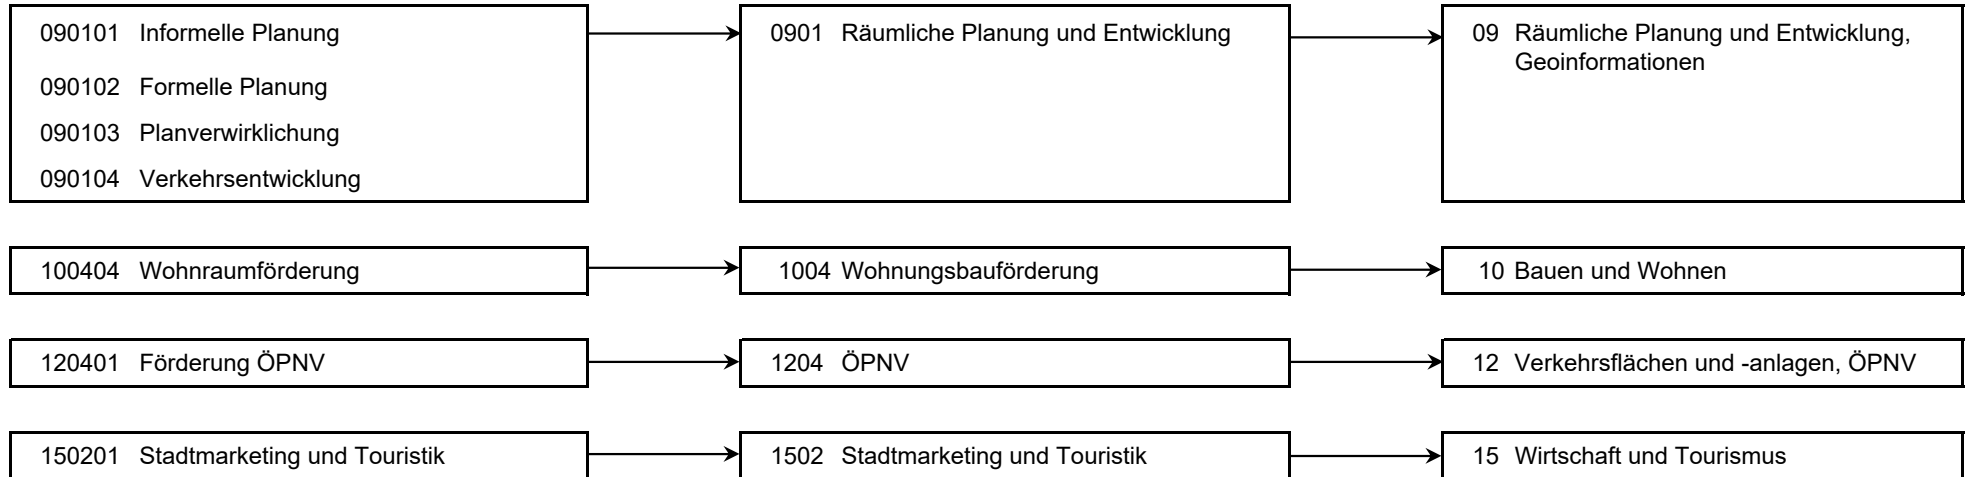 090101 Informelle Planung
0901 Räumliche Planung und Entwicklung
09 Räumliche Planung und Entwicklung,
Geoinformationen
090102 Formelle Planung
090103 Planverwirklichung
090104 Verkehrsentwicklung
100404 Wohnraumförderung
1004 Wohnungsbauförderung
10 Bauen und Wohnen
120401 Förderung ÖPNV
1204 ÖPNV
12 Verkehrsflächen und -anlagen, ÖPNV
150201 Stadtmarketing und Touristik
1502 Stadtmarketing und Touristik
15 Wirtschaft und Tourismus